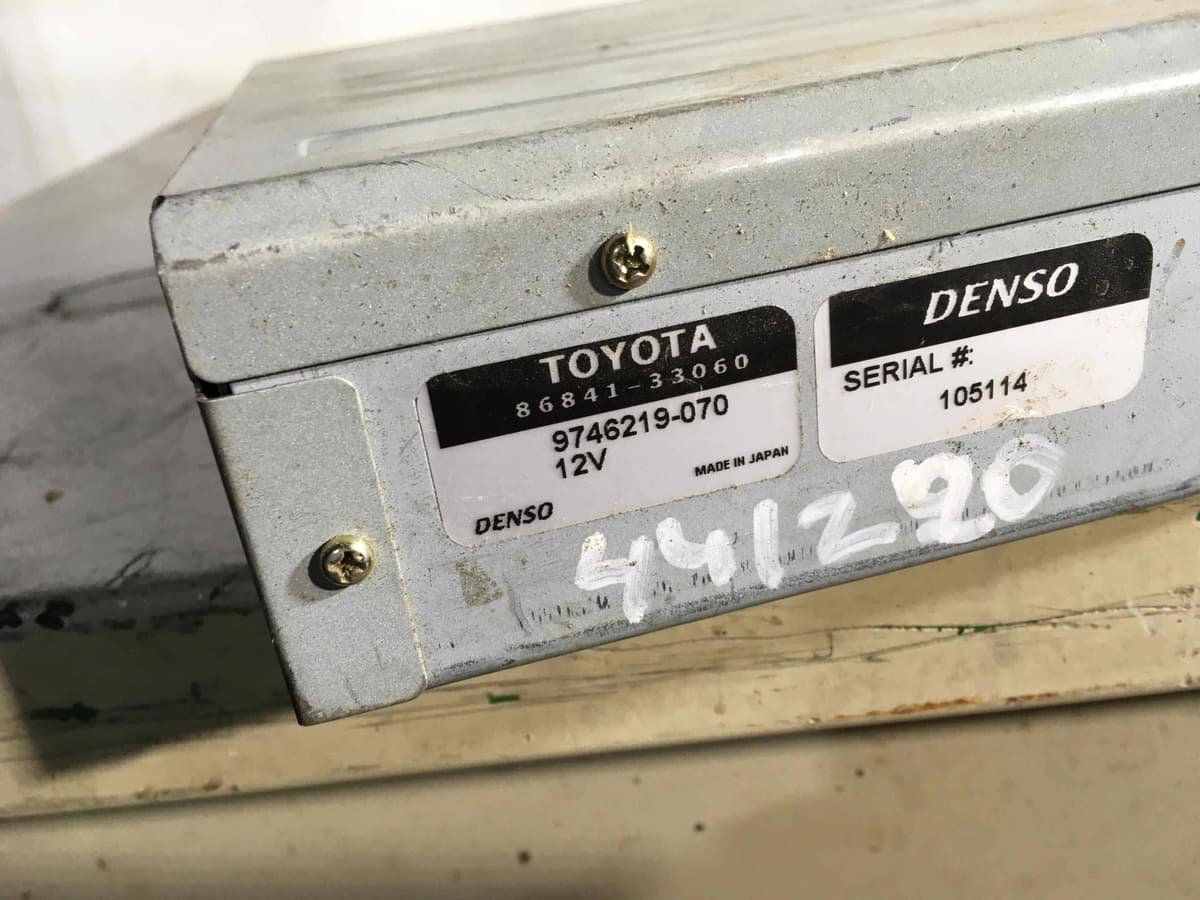 TOYOTA
86841-33060
9746219-070
12V
MADE IN JAPAN
DENSO
DENSO
SERIAL #:
105114
441290